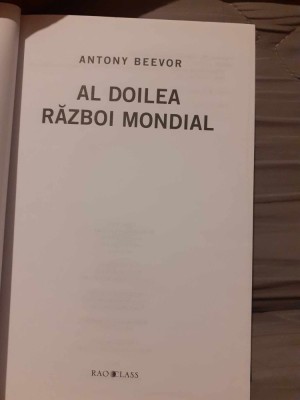 ANTONY BEEVOR
AL DOILEA
RĂZBOI MONDIAL
RAO CLASS